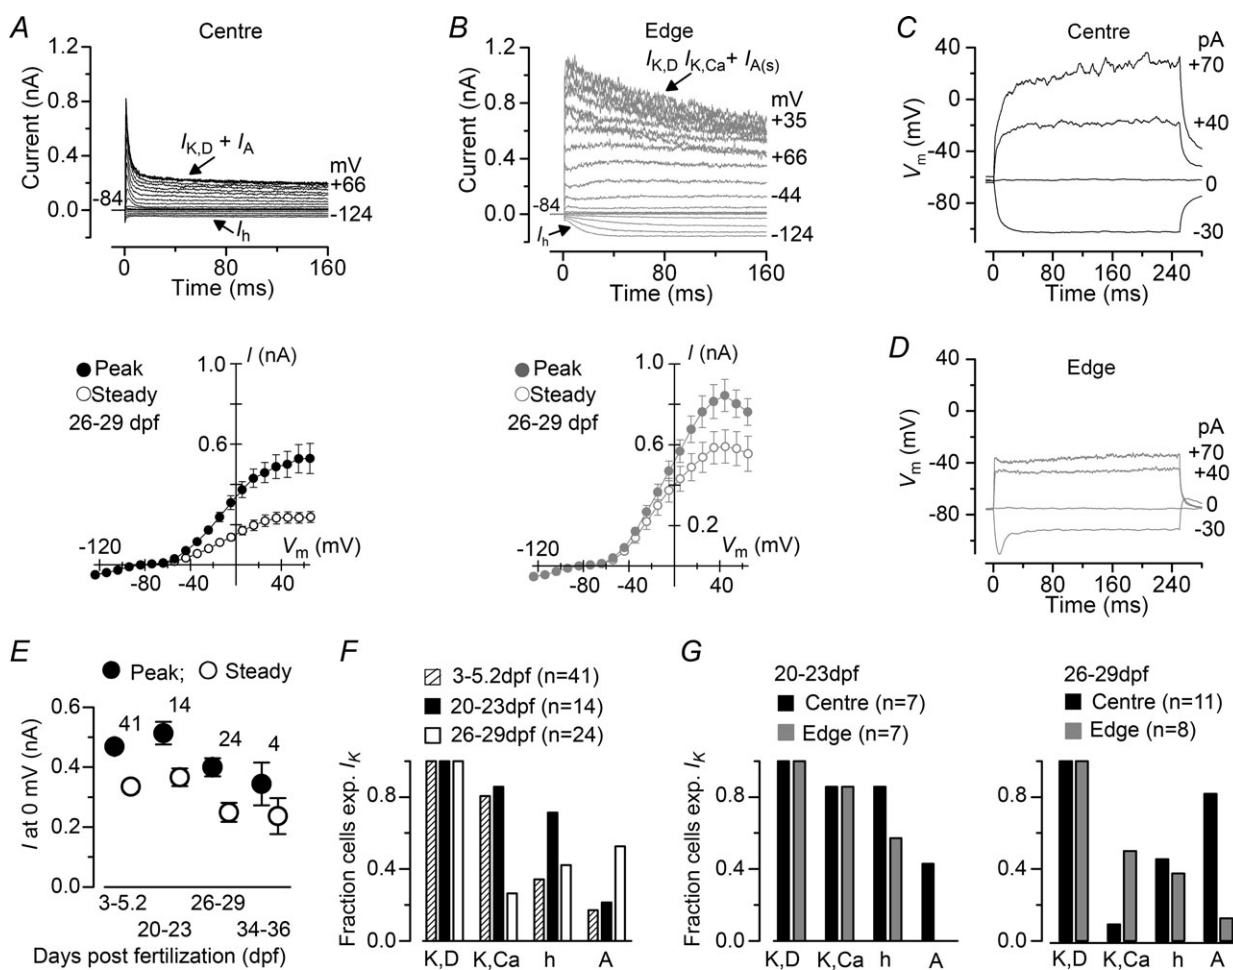 A Centre
1.2
0.8
0.4
0.0
Current (nA)
IK,D + IA
mV
+66
-84
-124
Ih
0 80 160
Time (ms)
B Edge
1.2
0.8
0.4
0.0
Current (nA)
IK,D IK,Ca+ IA(s)
mV
+35
+66
-44
-84
-124
Ih
0 80 160
Time (ms)
C Centre
40
0
-40
-80
Vm (mV)
pA
+70
+40
0
-30
0 80 160 240
Time (ms)
Peak
Steady
26-29 dpf
1.0 I (nA)
0.6
-120
Vm (mV)
-80 -40 0 40
Peak
Steady
26-29 dpf
I (nA)
1.0
0.6
0.2
-120
Vm (mV)
-80 -40 0 40
D Edge
40
0
-40
-80
Vm (mV)
pA
+70
+40
0
-30
0 80 160 240
Time (ms)
E Peak; Steady
0.6
0.4
0.2
0.0
I at 0 mV (nA)
41 14 24 4
3-5.2 26-29
20-23 34-36
Days post fertilization (dpf)
F
3-5.2dpf (n=41)
20-23dpf (n=14)
26-29dpf (n=24)
0.8
0.4
0.0
Fraction cells exp. IK
K,D K,Ca h A
G
20-23dpf
Centre (n=7)
Edge (n=7)
0.8
0.4
0.0
Fraction cells exp. IK
K,D K,Ca h A
26-29dpf
Centre (n=11)
Edge (n=8)
0.8
0.4
0.0
K,D K,Ca h A